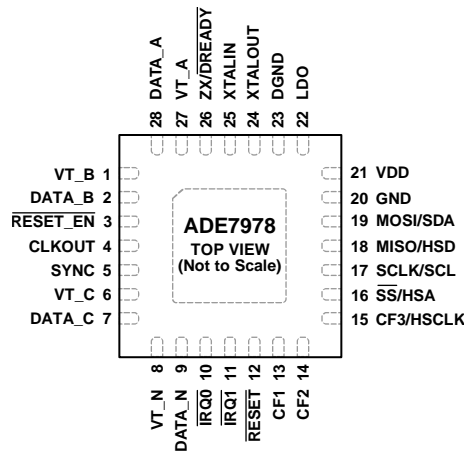 28 DATA_A
27 VT_A
26 ZX/DREADY
25 XTALIN
24 XTALOUT
23 DGND
22 LDO
VT_B 1
DATA_B 2
RESET_EN 3
CLKOUT 4
SYNC 5
VT_C 6
DATA_C 7
ADE7978
TOP VIEW
(Not to Scale)
21 VDD
20 GND
19 MOSI/SDA
18 MISO/HSD
17 SCLK/SCL
16 SS/HSA
15 CF3/HSCLK
VT_N 8
DATA_N 9
IRQ0 10
IRQ1 11
RESET 12
CF1 13
CF2 14